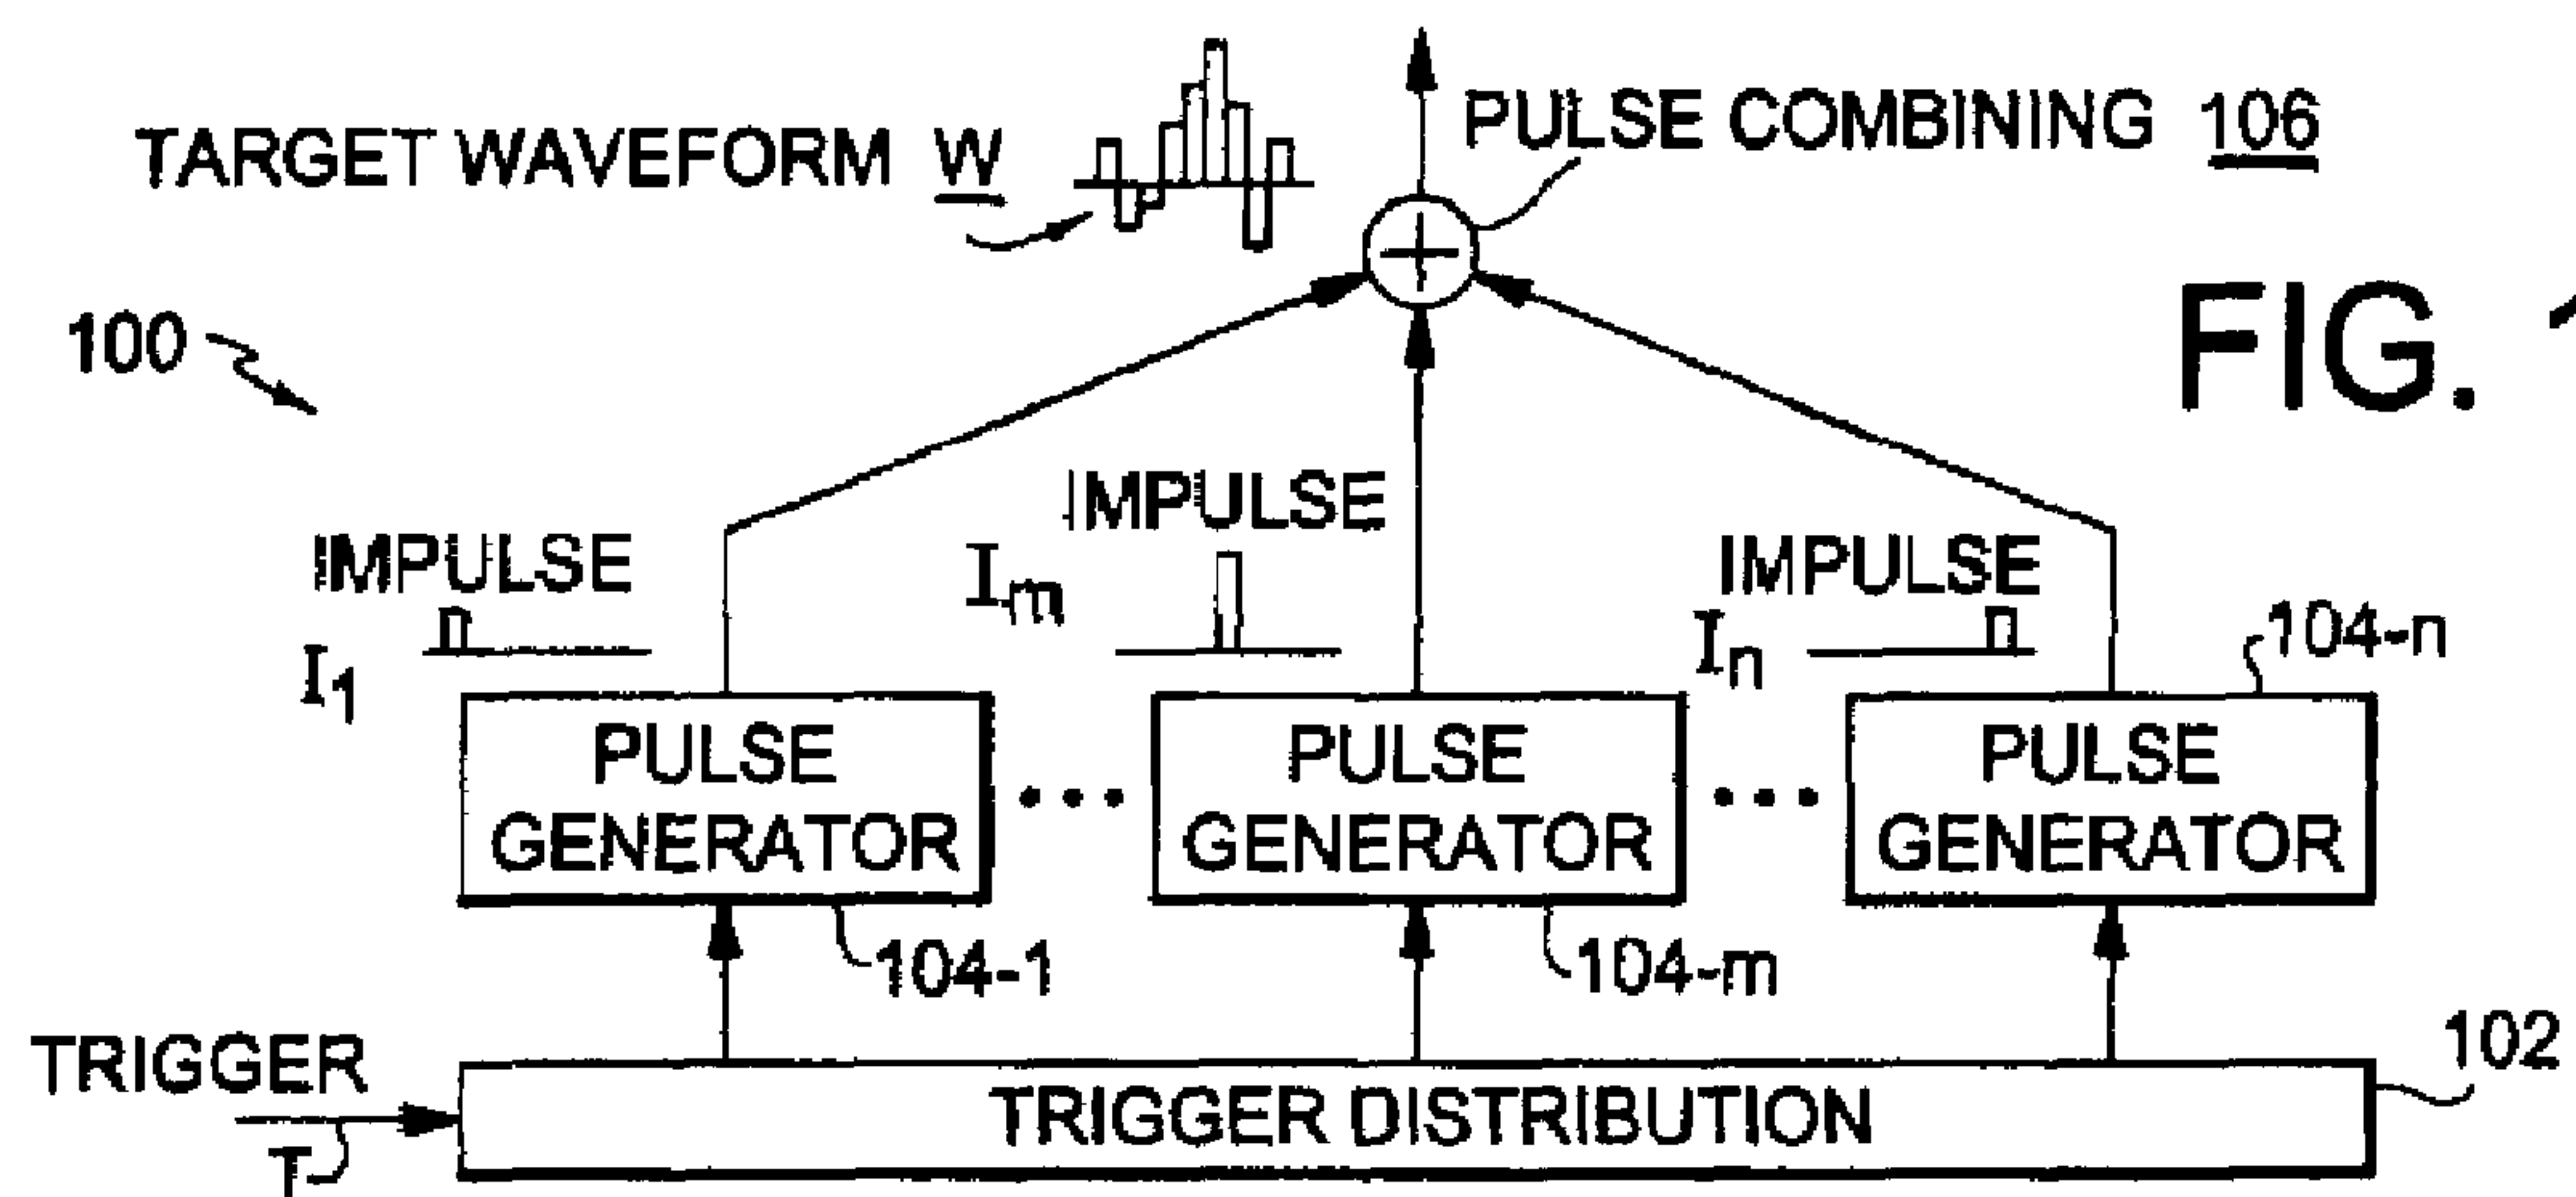 TARGET WAVEFORM W
PULSE COMBINING 106
FIG. 1
100
IMPULSE
I1
IMPULSE
Im
IMPULSE
In
104-n
PULSE
GENERATOR
•••
PULSE
GENERATOR
•••
PULSE
GENERATOR
104-1
104-m
TRIGGER
T
TRIGGER DISTRIBUTION
102